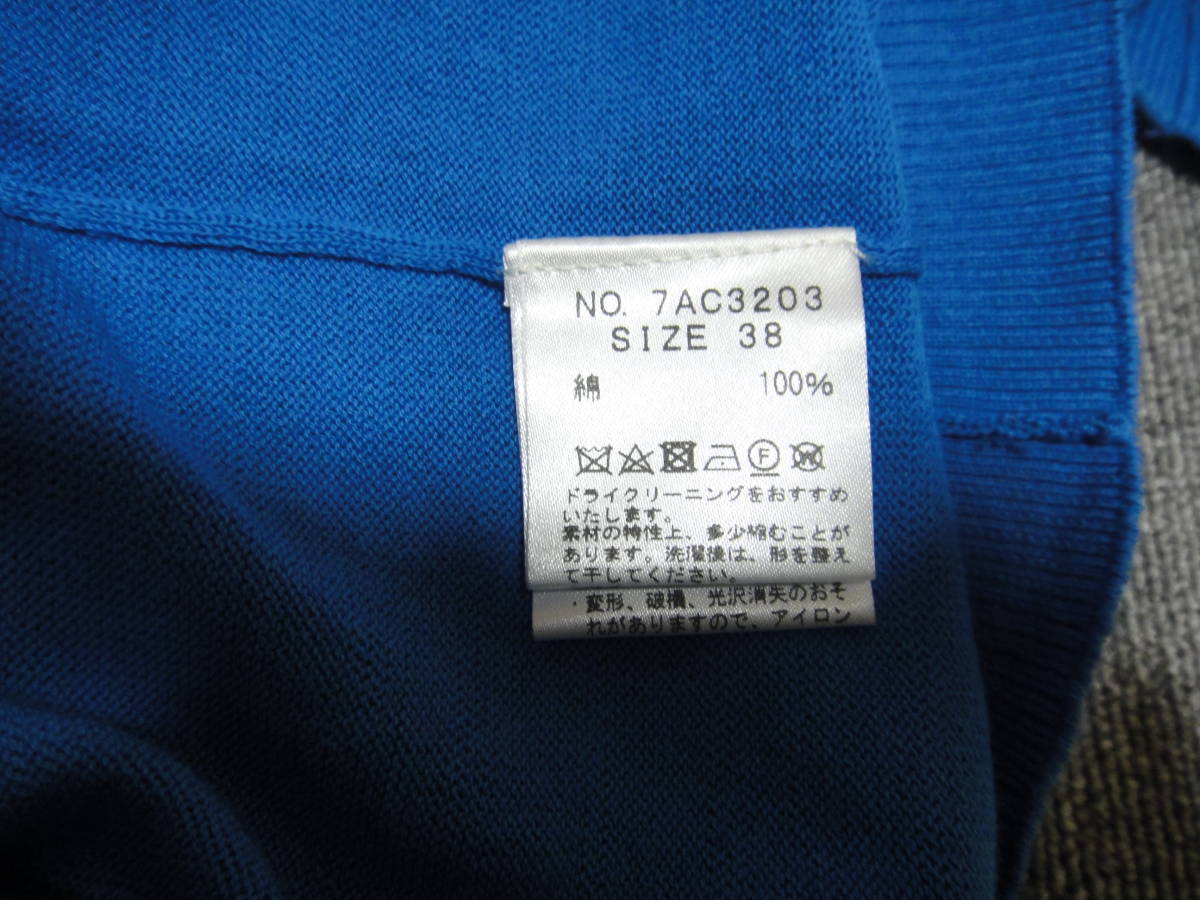 NO. 7AC3203
SIZE 38
綿 100%
F
W
ドライクリーニングをおすすめ
いたします。
素材の特性上、多少縮むことが
あります。洗濯後は、形を整え
て干してください。
・変形、破損、光沢消失のおそ
れがありますので、アイロン